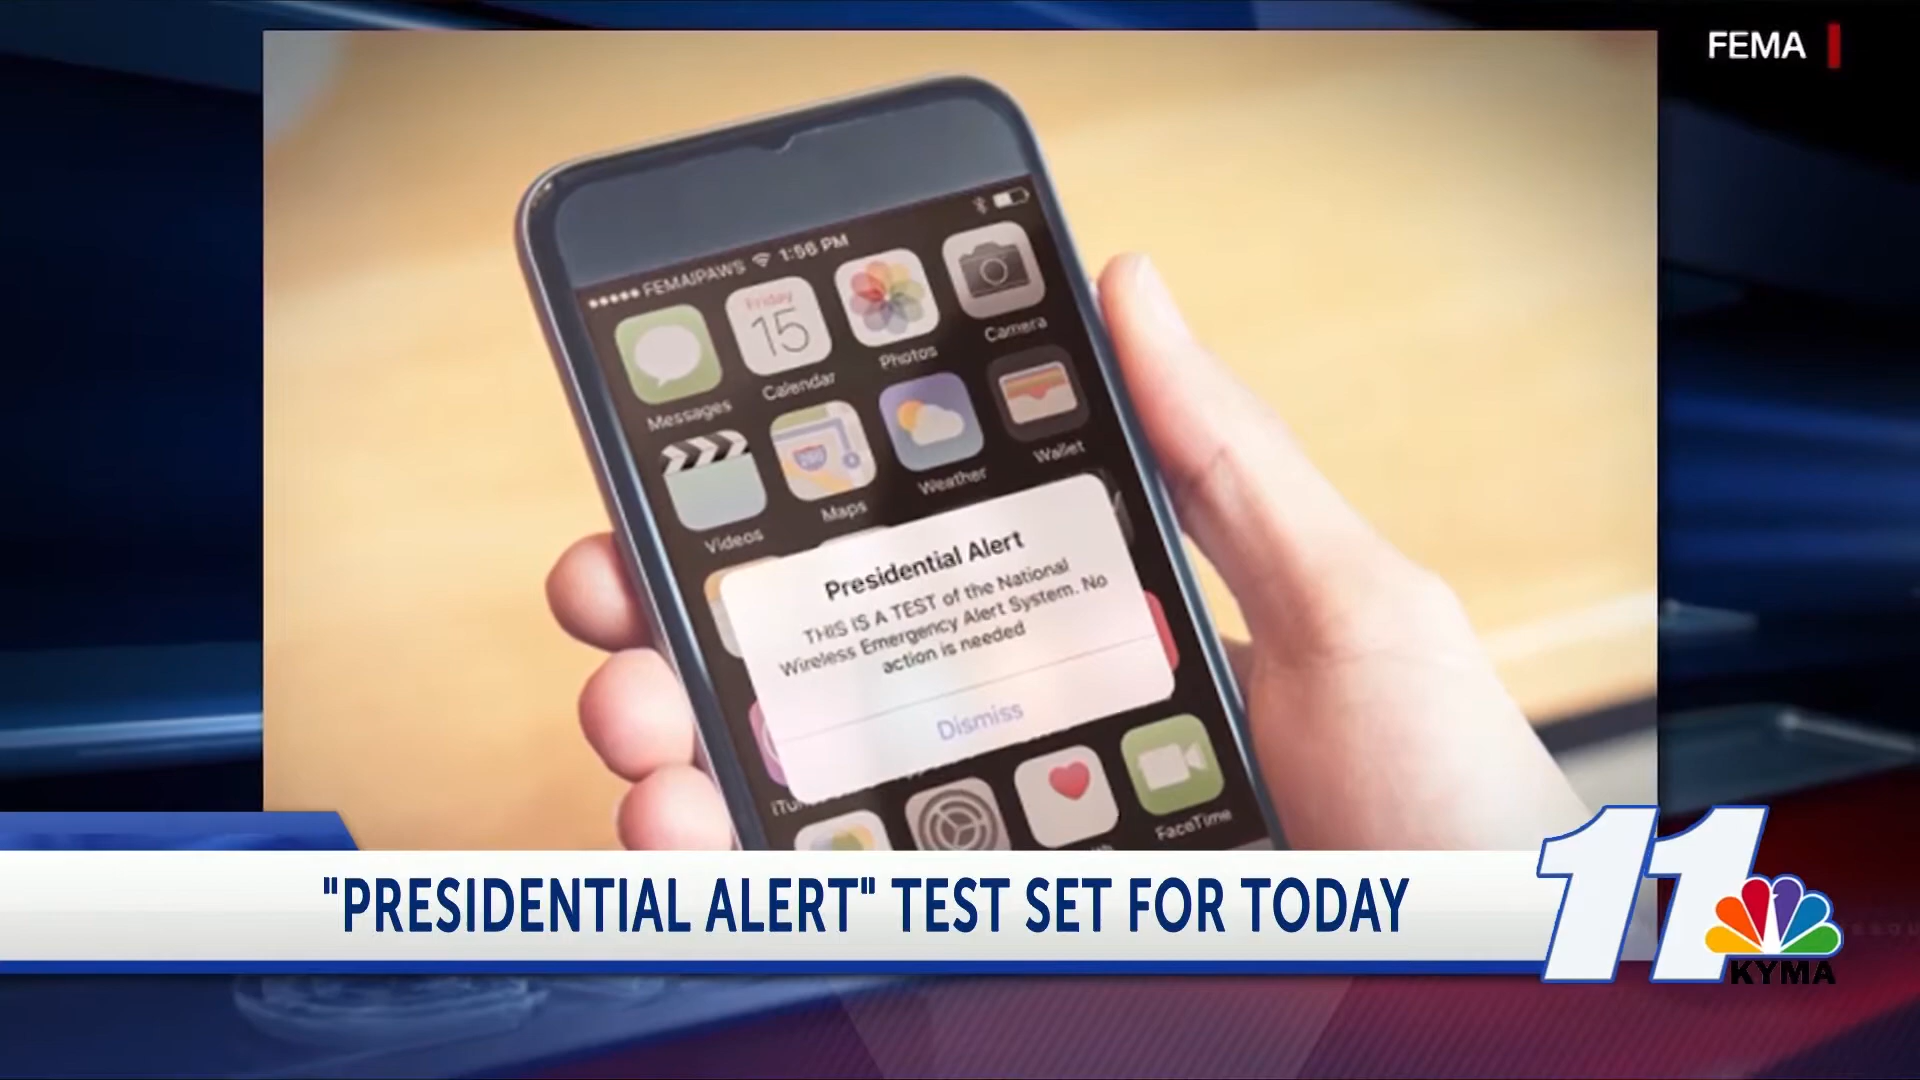 FEMA
FEMAIPAWS 1:56 PM
Friday
15
Messages
Calendar
Photos
Camera
280
Videos
Maps
Weather
Wallet
Presidential Alert
THIS IS A TEST of the National
Wireless Emergency Alert System. No
action is needed
Dismiss
FaceTime
"PRESIDENTIAL ALERT" TEST SET FOR TODAY
11
KYMA